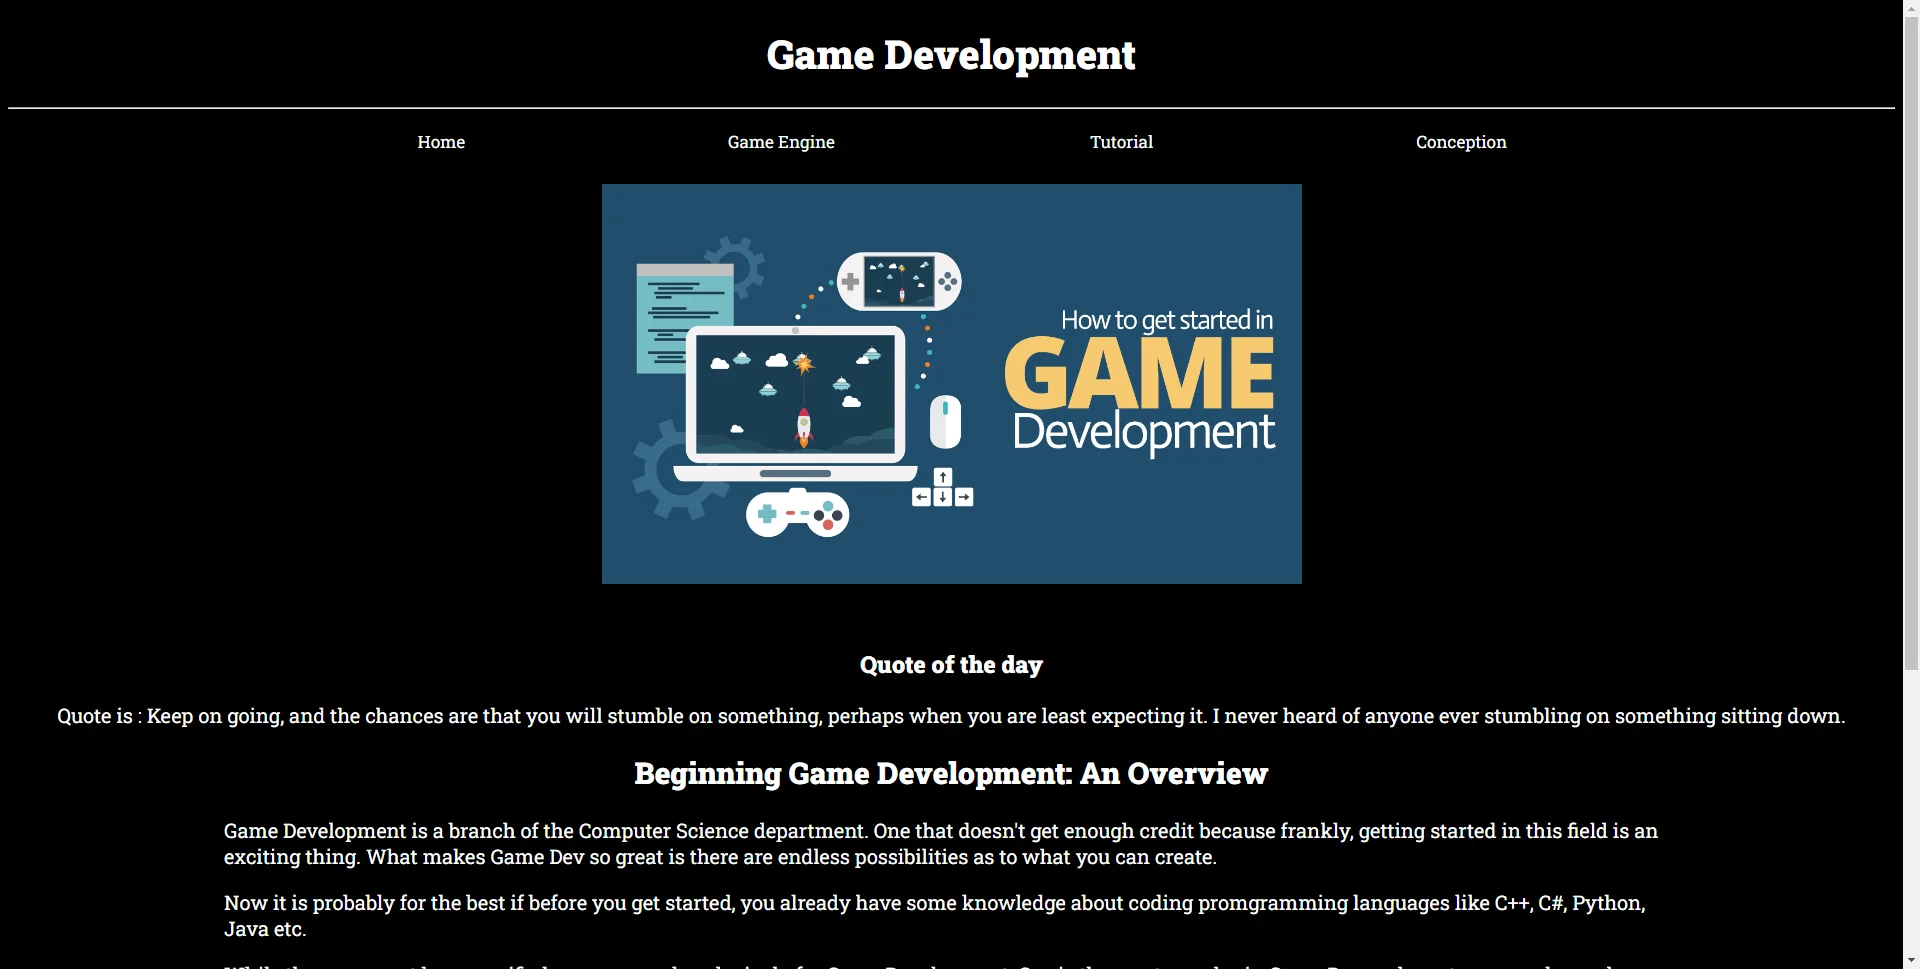 Game Development
Home
Game Engine
Tutorial
Conception
How to get started in
GAME
Development
Quote of the day
Quote is : Keep on going, and the chances are that you will stumble on something, perhaps when you are least expecting it. I never heard of anyone ever stumbling on something sitting down.
Beginning Game Development: An Overview
Game Development is a branch of the Computer Science department. One that doesn't get enough credit because frankly, getting started in this field is an
exciting thing. What makes Game Dev so great is there are endless possibilities as to what you can create.
Now it is probably for the best if before you get started, you already have some knowledge about coding promgramming languages like C++, C#, Python,
Java etc.